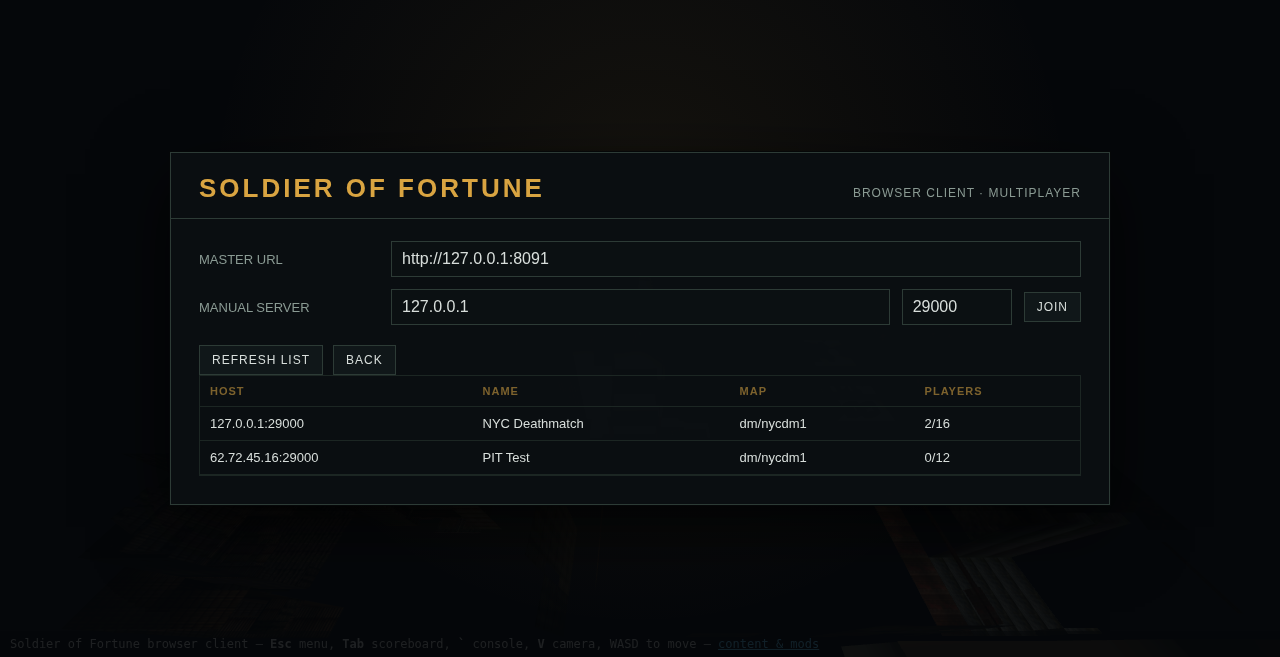 SOLDIER OF FORTUNE
BROWSER CLIENT · MULTIPLAYER
MASTER URL
http://127.0.0.1:8091
MANUAL SERVER
127.0.0.1
29000
JOIN
REFRESH LIST
BACK
HOST NAME MAP PLAYERS
127.0.0.1:29000 NYC Deathmatch dm/nycdm1 2/16
62.72.45.16:29000 PIT Test dm/nycdm1 0/12
Soldier of Fortune browser client — Esc menu, Tab scoreboard, ` console, V camera, WASD to move — content & mods